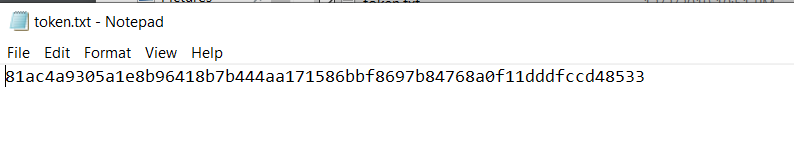 token.txt - Notepad
File Edit Format View Help
81ac4a9305a1e8b96418b7b444aa171586bbf8697b84768a0f11dddfccd48533